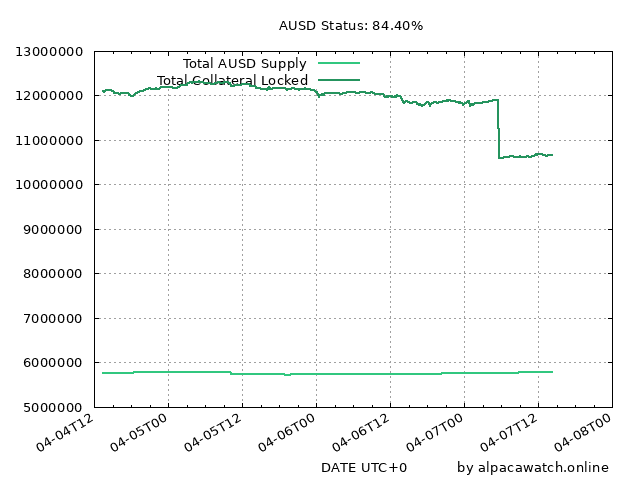 AUSD Status: 84.40%
13000000
Total AUSD Supply
Total Collateral Locked
12000000
11000000
10000000
9000000
8000000
7000000
6000000
5000000
04-04T12
04-05T00
04-05T12
04-06T00
04-06T12
04-07T00
04-07T12
04-08T00
DATE UTC+0
by alpacawatch.online